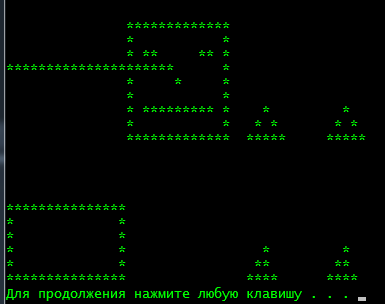 Для продолжения нажмите любую клавишу . . .